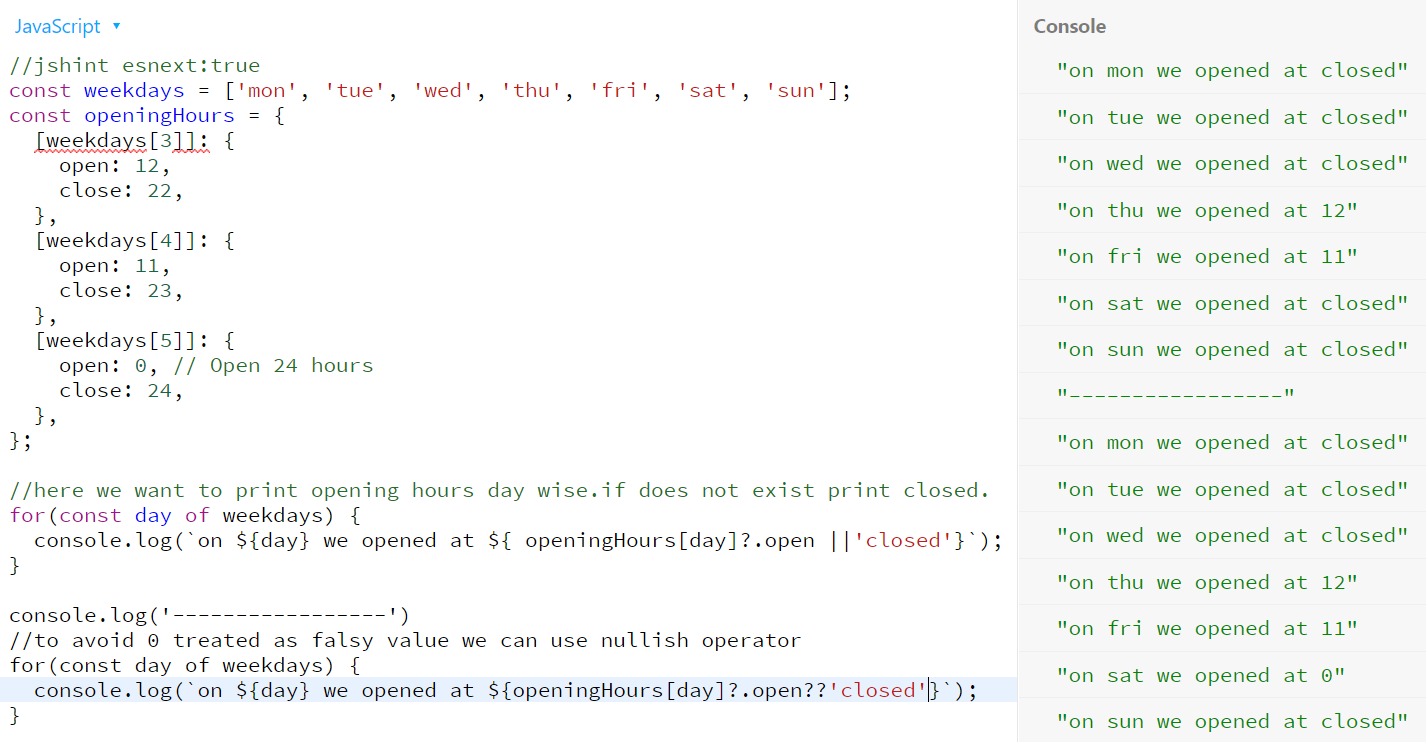 JavaScript ▼
//jshint esnext:true
const weekdays = ['mon', 'tue', 'wed', 'thu', 'fri', 'sat', 'sun'];
const openingHours = {
  [weekdays[3]]: {
    open: 12,
    close: 22,
  },
  [weekdays[4]]: {
    open: 11,
    close: 23,
  },
  [weekdays[5]]: {
    open: 0, // Open 24 hours
    close: 24,
  },
};

//here we want to print opening hours day wise.if does not exist print closed.
for(const day of weekdays) {
  console.log(`on ${day} we opened at ${ openingHours[day]?.open ||'closed'}`);
}

console.log('-----------------')
//to avoid 0 treated as falsy value we can use nullish operator
for(const day of weekdays) {
  console.log(`on ${day} we opened at ${openingHours[day]?.open??'closed'}`);
}
Console
"on mon we opened at closed"
"on tue we opened at closed"
"on wed we opened at closed"
"on thu we opened at 12"
"on fri we opened at 11"
"on sat we opened at closed"
"on sun we opened at closed"
"-----------------"
"on mon we opened at closed"
"on tue we opened at closed"
"on wed we opened at closed"
"on thu we opened at 12"
"on fri we opened at 11"
"on sat we opened at 0"
"on sun we opened at closed"